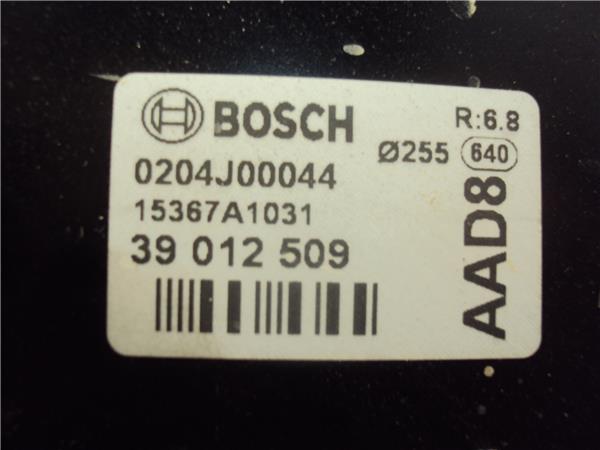 BOSCH
R:6.8
Ø255 640
0204J00044
15367A1031
39 012 509
AAD8